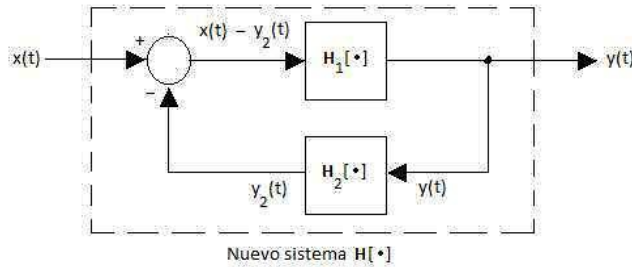 x(t) − y₂(t)
+
x(t)
H₁[•]
y(t)
−
H₂[•]
y₂(t)
y(t)
Nuevo sistema H[•]